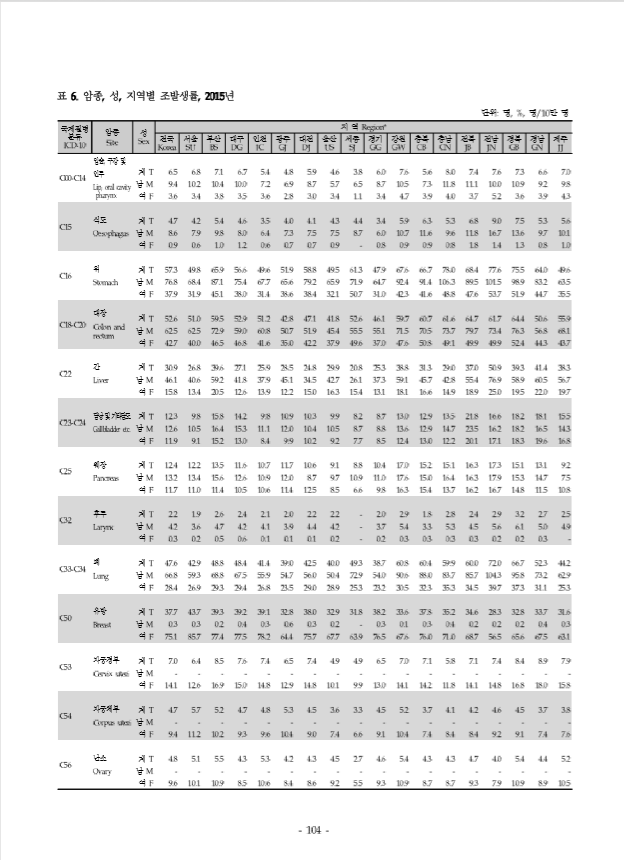 표 6. 암종, 성, 지역별 조발생률, 2015년
단위: 명, %, 명/10만 명
국제질병 분류 ICD-10 암종 Site 성 Sex 지 역 Region*
전국 서울 부산 대구 인천 광주 대전 울산 세종 경기 강원 충북 충남 전북 전남 경북 경남 제주
Korea SU BS DG IC GJ DJ US SJ GG GW CB CN JB JN GB GN JJ
C00-C14 입술, 구강 및 인두 Lip, oral cavity pharynx
계 T 6.5 6.8 7.1 6.7 5.4 4.8 5.9 4.6 3.8 6.0 7.6 5.6 8.0 7.4 7.6 7.3 6.6 7.0
남 M 9.4 10.2 10.4 10.0 7.2 6.9 8.7 5.7 6.5 8.7 10.5 7.3 11.8 11.1 10.0 10.9 9.2 9.8
여 F 3.6 3.4 3.8 3.5 3.6 2.8 3.0 3.4 1.1 3.4 4.7 3.9 4.0 3.7 5.2 3.6 3.9 4.3
C15 식도 Oesophagus
계 T 4.7 4.2 5.4 4.6 3.5 4.0 4.1 4.3 4.4 3.4 5.9 6.3 5.3 6.8 9.0 7.5 5.3 5.6
남 M 8.6 7.9 9.8 8.0 6.4 7.3 7.5 7.5 8.7 6.0 10.7 11.6 9.6 11.8 16.7 13.6 9.7 10.1
여 F 0.9 0.6 1.0 1.2 0.6 0.7 0.7 0.9 - 0.8 0.9 0.9 0.8 1.8 1.4 1.3 0.8 1.0
C16 위 Stomach
계 T 57.3 49.8 65.9 56.6 49.6 51.9 58.8 49.5 61.3 47.9 67.6 66.7 78.0 68.4 77.6 75.5 64.0 49.6
남 M 76.8 68.4 87.1 75.4 67.7 65.6 79.2 65.9 71.9 64.7 92.4 91.4 106.3 89.5 101.5 98.9 83.2 63.5
여 F 37.9 31.9 45.1 38.0 31.4 38.6 38.4 32.1 50.7 31.0 42.3 41.6 48.8 47.6 53.7 51.9 44.7 35.5
C18-C20 대장 Colon and rectum
계 T 52.6 51.0 59.5 52.9 51.2 42.8 47.1 41.8 52.6 46.1 59.7 60.7 61.6 64.7 61.7 64.4 50.6 55.9
남 M 62.5 62.5 72.9 59.0 60.8 50.7 51.9 45.4 55.5 55.1 71.5 70.5 73.7 79.7 73.4 76.3 56.8 68.1
여 F 42.7 40.0 46.5 46.8 41.6 35.0 42.2 37.9 49.6 37.0 47.6 50.8 49.1 49.9 49.9 52.4 44.3 43.7
C22 간 Liver
계 T 30.9 26.8 39.6 27.1 25.9 28.5 24.8 29.9 20.8 25.3 38.8 31.3 29.0 37.0 50.9 39.3 41.4 38.3
남 M 46.1 40.6 59.2 41.8 37.9 45.1 34.5 42.7 26.1 37.3 59.1 45.7 42.8 55.4 76.9 58.9 60.5 56.7
여 F 15.8 13.4 20.5 12.6 13.9 12.2 15.0 16.3 15.4 13.1 18.1 16.6 14.9 18.9 25.0 19.5 22.0 19.7
C23-C24 담낭 및 기타담도 Gallbladder etc.
계 T 12.3 9.8 15.8 14.2 9.8 10.9 10.3 9.9 8.2 8.7 13.0 12.9 13.5 21.8 16.6 18.2 18.1 15.5
남 M 12.6 10.5 16.4 15.3 11.1 12.0 10.4 10.5 8.7 8.8 13.6 12.9 14.7 23.5 16.2 18.2 16.5 14.3
여 F 11.9 9.1 15.2 13.0 8.4 9.9 10.2 9.2 7.7 8.5 12.4 13.0 12.2 20.1 17.1 18.3 19.6 16.8
C25 췌장 Pancreas
계 T 12.4 12.2 13.5 11.6 10.7 11.7 10.6 9.1 8.8 10.4 17.0 15.2 15.1 16.3 17.3 15.1 13.1 9.2
남 M 13.2 13.4 15.6 12.6 10.9 12.0 8.7 9.7 10.9 11.0 17.6 15.0 16.4 16.3 17.9 15.3 14.7 7.5
여 F 11.7 11.0 11.4 10.5 10.6 11.4 12.5 8.5 6.6 9.8 16.3 15.4 13.7 16.2 16.7 14.8 11.5 10.8
C32 후두 Larynx
계 T 2.2 1.9 2.6 2.4 2.1 2.0 2.2 2.2 - 2.0 2.9 1.8 2.8 2.4 2.9 3.2 2.7 2.5
남 M 4.2 3.6 4.7 4.2 4.1 3.9 4.4 4.2 - 3.7 5.4 3.3 5.3 4.5 5.6 6.1 5.0 4.9
여 F 0.3 0.2 0.5 0.6 0.1 0.1 0.1 0.2 - 0.2 0.3 0.3 0.3 0.3 0.2 0.2 0.3 -
C33-C34 폐 Lung
계 T 47.6 42.9 48.8 48.4 41.4 39.0 42.5 40.0 49.3 38.7 60.8 60.4 59.9 60.0 72.0 66.7 52.3 44.2
남 M 66.8 59.3 68.8 67.5 55.9 54.7 56.0 50.4 72.9 54.0 90.6 88.0 83.7 85.7 104.3 95.8 73.2 62.9
여 F 28.4 26.9 29.3 29.4 26.8 23.5 29.0 28.9 25.3 23.2 30.5 32.3 35.3 34.5 39.7 37.3 31.1 25.3
C50 유방 Breast
계 T 37.7 43.7 39.3 39.2 39.1 32.8 38.0 32.9 31.8 38.2 33.6 37.8 35.2 34.6 28.3 32.8 33.7 31.6
남 M 0.3 0.3 0.2 0.4 0.3 0.6 0.3 0.2 - 0.3 0.1 0.3 0.4 0.2 0.2 0.2 0.4 0.3
여 F 75.1 85.7 77.4 77.5 78.2 64.4 75.7 67.7 63.9 76.5 67.6 76.0 71.0 68.7 56.5 65.6 67.5 63.1
C53 자궁경부 Cervix uteri
계 T 7.0 6.4 8.5 7.6 7.4 6.5 7.4 4.9 4.9 6.5 7.0 7.1 5.8 7.1 7.4 8.4 8.9 7.9
남 M - - - - - - - - - - - - - - - - - -
여 F 14.1 12.6 16.9 15.0 14.8 12.9 14.8 10.1 9.9 13.0 14.1 14.2 11.8 14.1 14.8 16.8 18.0 15.8
C54 자궁체부 Corpus uteri
계 T 4.7 5.7 5.2 4.7 4.8 5.3 4.5 3.6 3.3 4.5 5.2 3.7 4.1 4.2 4.6 4.5 3.7 3.8
남 M - - - - - - - - - - - - - - - - - -
여 F 9.4 11.2 10.2 9.3 9.6 10.4 9.0 7.4 6.6 9.1 10.4 7.4 8.4 8.4 9.2 9.1 7.4 7.6
C56 난소 Ovary
계 T 4.8 5.1 5.5 4.3 5.3 4.2 4.3 4.5 2.7 4.6 5.4 4.3 4.3 4.7 4.0 5.4 4.4 5.2
남 M - - - - - - - - - - - - - - - - - -
여 F 9.6 10.1 10.9 8.5 10.6 8.4 8.6 9.2 5.5 9.3 10.9 8.7 8.7 9.3 7.9 10.9 8.9 10.5
- 104 -